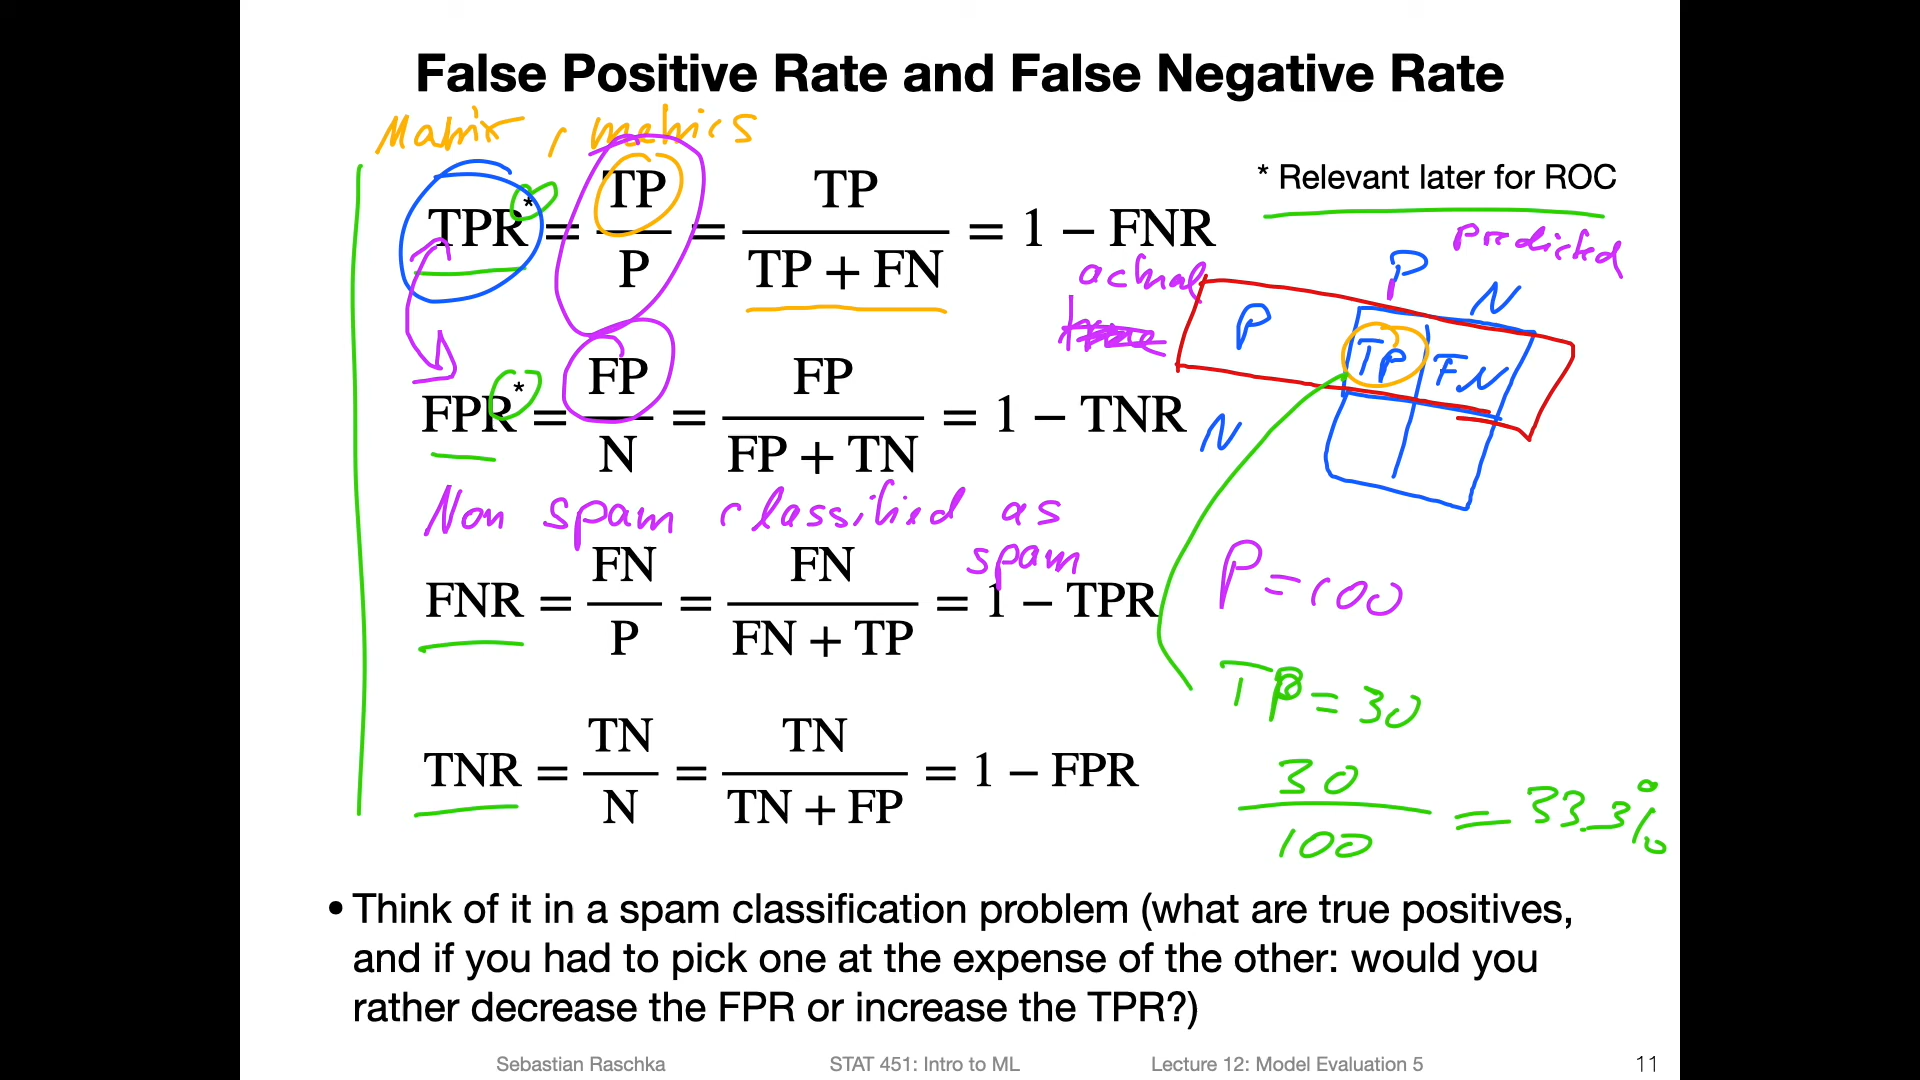 False Positive Rate and False Negative Rate
Matrix, metrics
* Relevant later for ROC
TPR* = TP / P = TP / (TP + FN) = 1 − FNR
predicted
actual
P N
P TP FN
N
FPR* = FP / N = FP / (FP + TN) = 1 − TNR
Non spam classified as
spam
FNR = FN / P = FN / (FN + TP) = 1 − TPR
P = 100
TP = 30
TNR = TN / N = TN / (TN + FP) = 1 − FPR
30 / 100 = 33.3%
• Think of it in a spam classification problem (what are true positives,
and if you had to pick one at the expense of the other: would you
rather decrease the FPR or increase the TPR?)
Sebastian Raschka STAT 451: Intro to ML Lecture 12: Model Evaluation 5 11